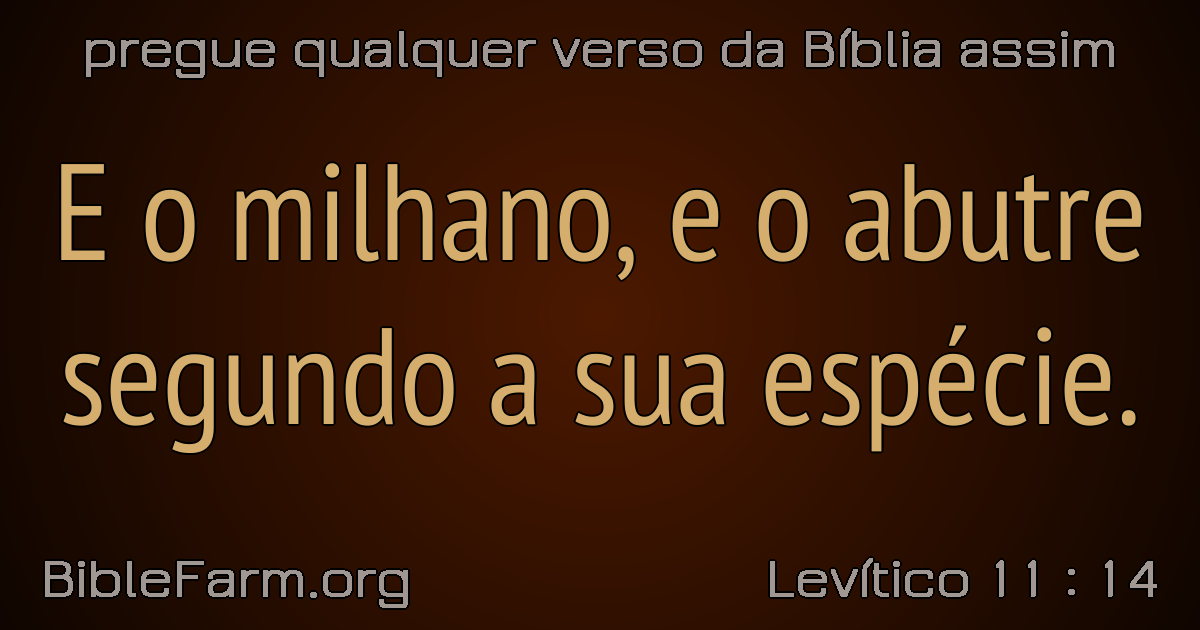 pregue qualquer verso da Bíblia assim
E o milhano, e o abutre
segundo a sua espécie.
BibleFarm.org
Levítico 11 : 14